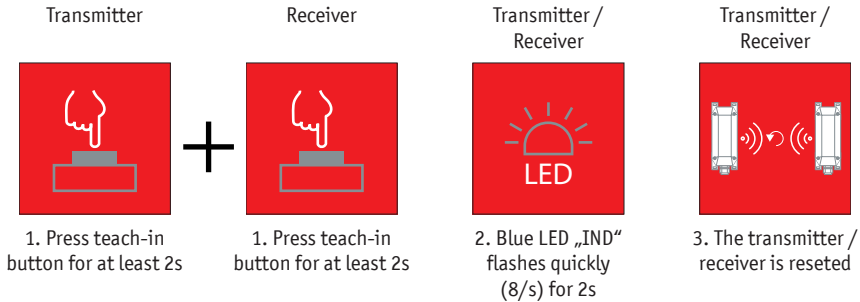 Transmitter
Receiver
Transmitter /
Receiver
Transmitter /
Receiver
LED
1. Press teach-in
button for at least 2s
1. Press teach-in
button for at least 2s
2. Blue LED „IND“
flashes quickly
(8/s) for 2s
3. The transmitter /
receiver is reseted